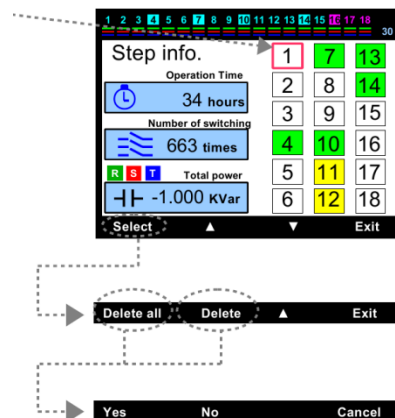 1 2 3 4 5 6 7 8 9 10 11 12 13 14 15 16 17 18
30
Step info.
1 7 13
Operation Time
2 8 14
34 hours
3 9 15
Number of switching
663 times
4 10 16
R S T Total power
5 11 17
-1.000 KVar
6 12 18
Select ▲ ▼ Exit
Delete all Delete ▲ Exit
Yes No Cancel